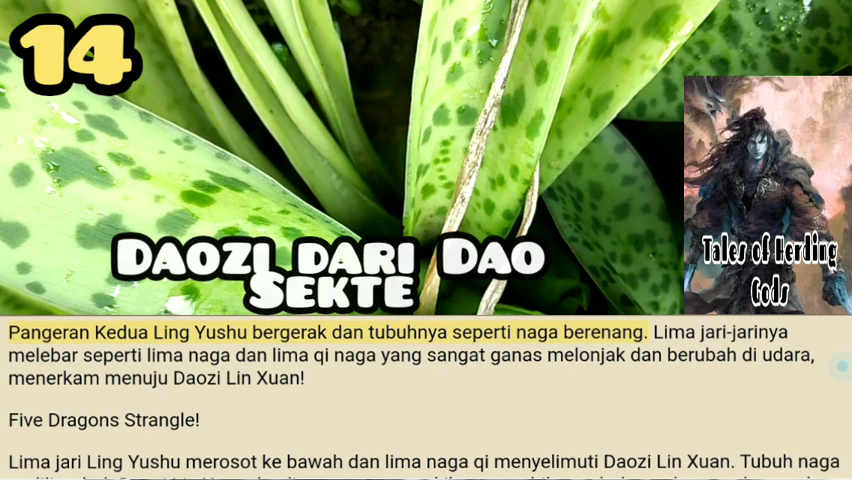 14
Daozi dari Dao
Sekte
Tales of Herding
Gods
Pangeran Kedua Ling Yushu bergerak dan tubuhnya seperti naga berenang. Lima jari-jarinya
melebar seperti lima naga dan lima qi naga yang sangat ganas melonjak dan berubah di udara,
menerkam menuju Daozi Lin Xuan!
Five Dragons Strangle!
Lima jari Ling Yushu merosot ke bawah dan lima naga qi menyelimuti Daozi Lin Xuan. Tubuh naga